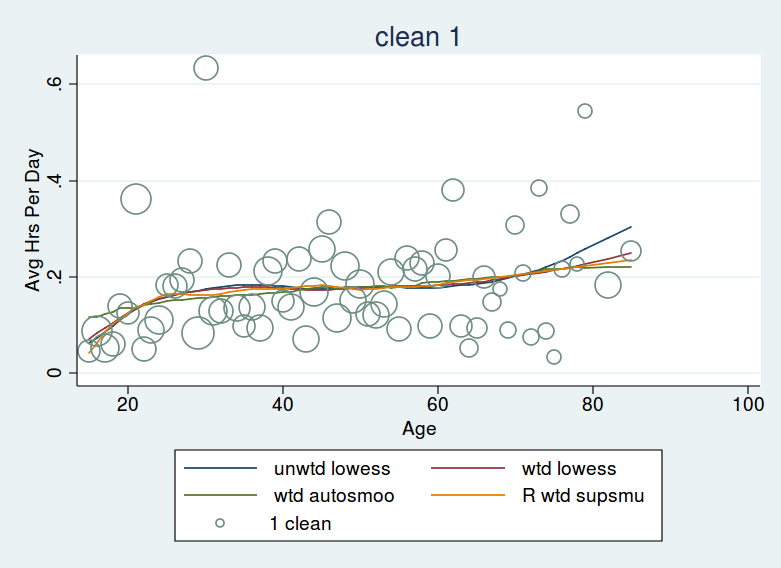 clean 1
Avg Hrs Per Day
.6
.4
.2
0
20 40 60 80 100
Age
unwtd lowess wtd lowess
wtd autosmoo R wtd supsmu
1 clean